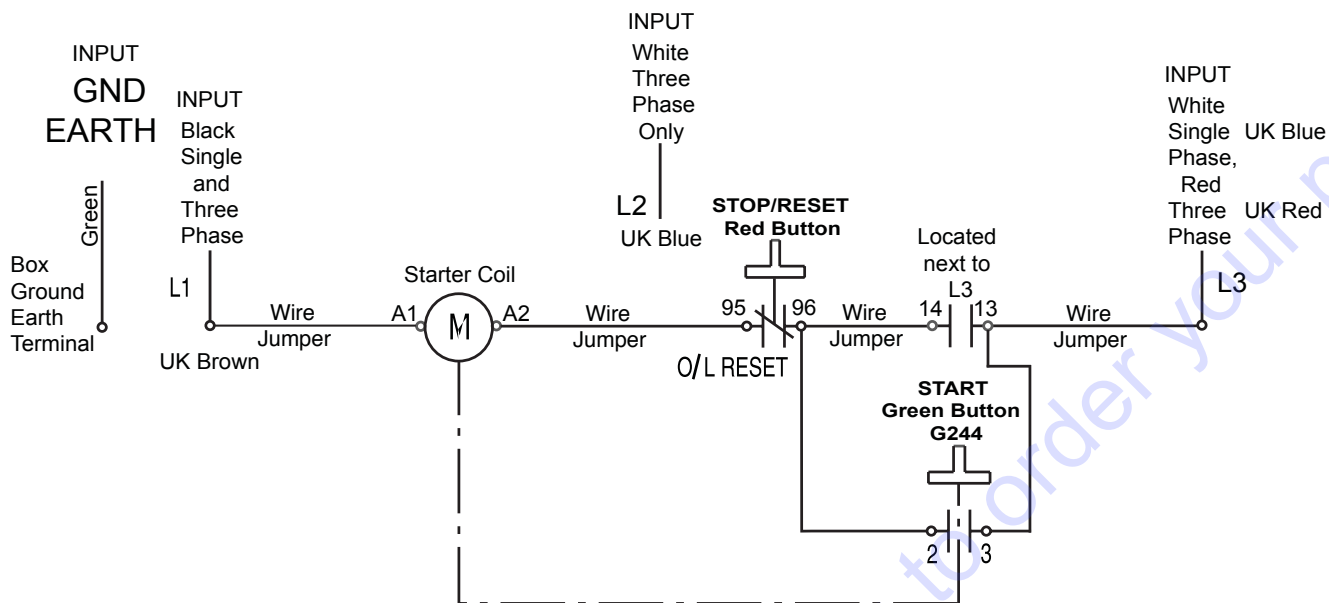 INPUT
GND
EARTH
Green
Box
Ground
Earth
Terminal
INPUT
Black
Single
and
Three
Phase
L1
UK Brown
Wire
Jumper
Starter Coil
A1
M
A2
Wire
Jumper
INPUT
White
Three
Phase
Only
L2
UK Blue
STOP/RESET
Red Button
95
96
O/L RESET
Wire
Jumper
Located
next to
L3
14
13
START
Green Button
G244
2
3
Wire
Jumper
INPUT
White
Single UK Blue
Phase,
Red
Three UK Red
Phase
L3
to order your